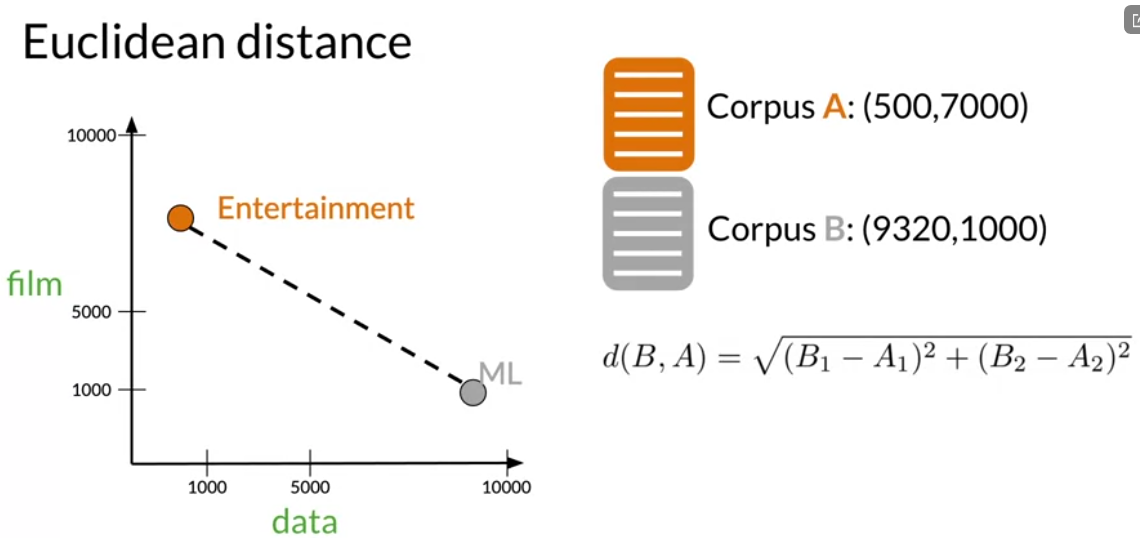 Euclidean distance
10000
Entertainment
film
5000
ML
1000
1000 5000 10000
data
Corpus A: (500,7000)
Corpus B: (9320,1000)
d(B, A) = √(B₁ − A₁)² + (B₂ − A₂)²